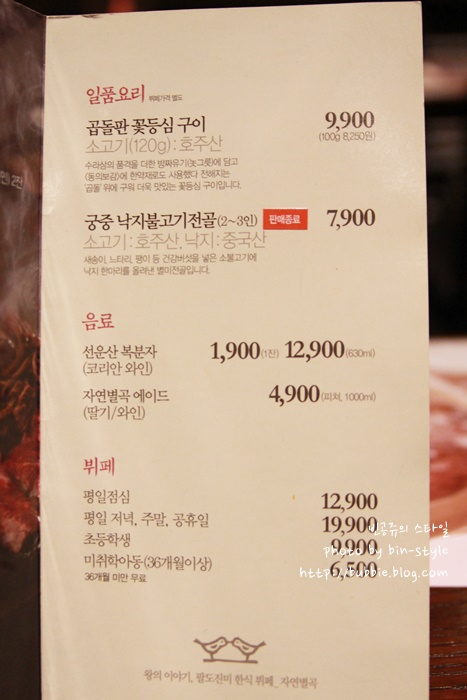 일품요리 뷔페가격 별도
곱돌판 꽃등심 구이 9,900
소고기(120g) : 호주산 (100g 8,250원)
수라상의 품격을 더한 방짜유기(놋그릇)에 담고
<동의보감>에 한약재로도 사용했다 전해지는
'곱돌' 위에 구워 더욱 맛있는 꽃등심 구이입니다.
궁중 낙지불고기전골(2~3인) 판매종료 7,900
소고기 : 호주산, 낙지 : 중국산
새송이, 느타리, 팽이 등 건강버섯을 넣은 소불고기에
낙지 한마리를 올려낸 별미전골입니다.
음료
선운산 복분자 1,900(1잔) 12,900(630ml)
(코리안 와인)
자연별곡 에이드 4,900(피쳐, 1000ml)
(딸기/와인)
뷔페
평일점심 12,900
평일 저녁, 주말, 공휴일 19,900
초등학생 9,900
미취학아동(36개월이상) 6,500
36개월 미만 무료
빈공쥬의 스타일
photo by bin-style
http://bubbie.blog.com
왕의 이야기, 팔도진미 한식 뷔페_ 자연별곡